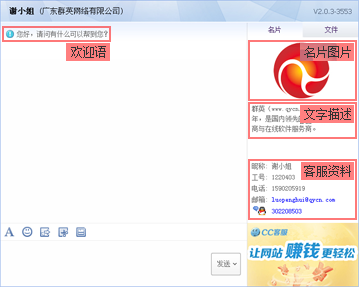 谢小姐 (广东群英网络有限公司)
V2.0.3-3553
您好，请问有什么可以帮到您？
欢迎语
名片
文件
名片图片
群英（www.qycn.
文字描述
年，是国内领先
商与在线软件服务商。
客服资料
昵称: 谢小姐
工号: 1220403
电话: 1590205919
邮箱: luopenghui@qycn.cn
302208503
发送
CC客服
让网站 赚钱 更轻松